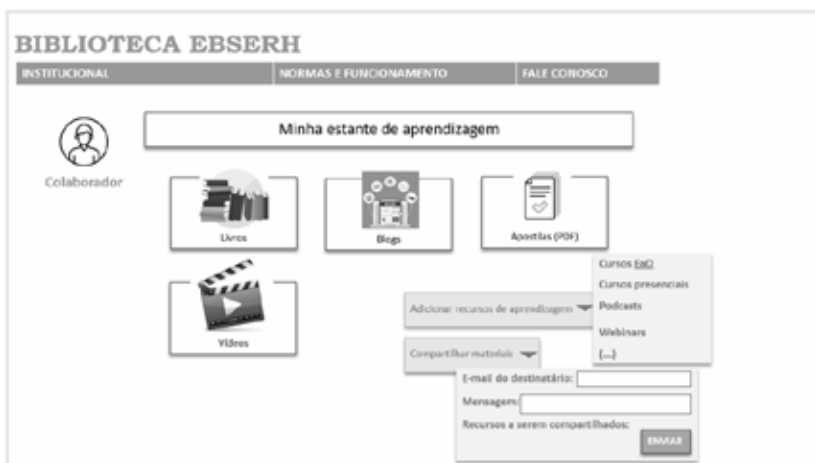 BIBLIOTECA EBSERH
INSTITUCIONAL NORMAS E FUNCIONAMENTO FALE CONOSCO
Minha estante de aprendizagem
Colaborador
Livros
Blogs
Apostilas (PDF)
Vídeos
Adicionar recursos de aprendizagem
Cursos EaD
Cursos presenciais
Podcasts
Webinars
(...)
Compartilhar materiais
E-mail do destinatário:
Mensagem:
Recursos a serem compartilhados:
ENVIAR